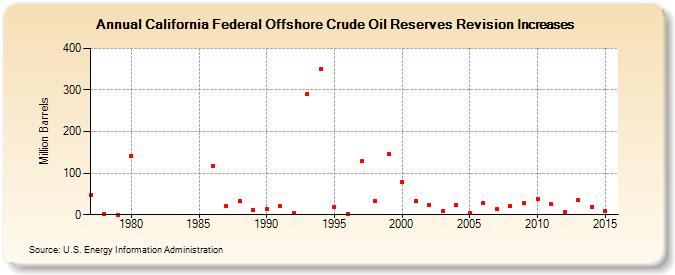 Annual California Federal Offshore Crude Oil Reserves Revision Increases
Million Barrels
400
300
200
100
0
1980 1985 1990 1995 2000 2005 2010 2015
Source: U.S. Energy Information Administration